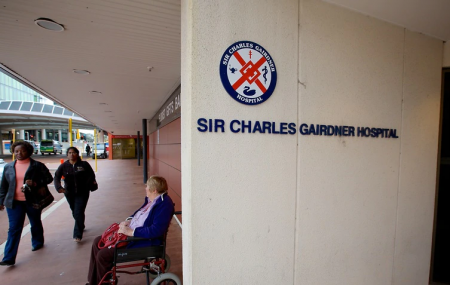 SIR CHARLES GAIRDNER
HOSPITAL
SIR CHARLES GAIRDNER HOSPITAL